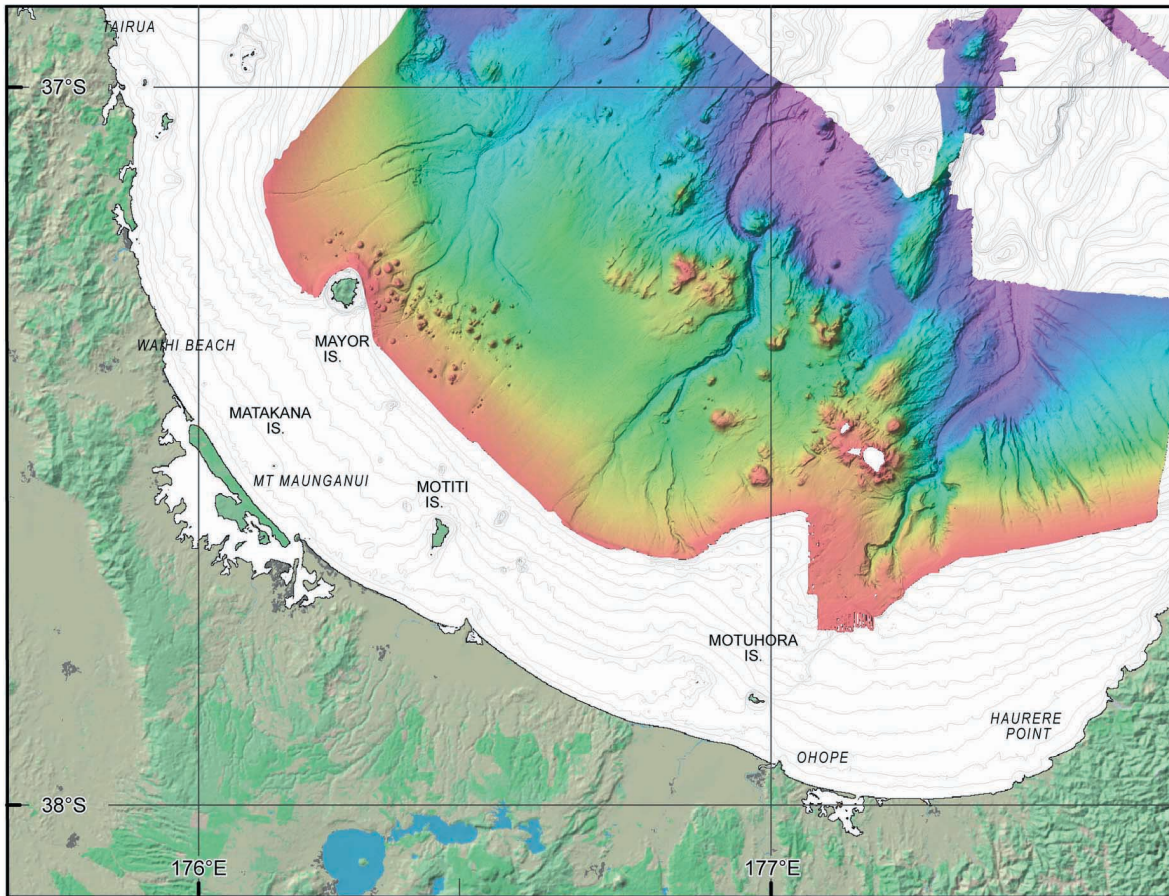 TAIRUA
37°S
WAIHI BEACH
MAYOR
IS.
MATAKANA
IS.
MT MAUNGANUI
MOTITI
IS.
MOTUHORA
IS.
HAURERE
POINT
OHOPE
38°S
176°E
177°E